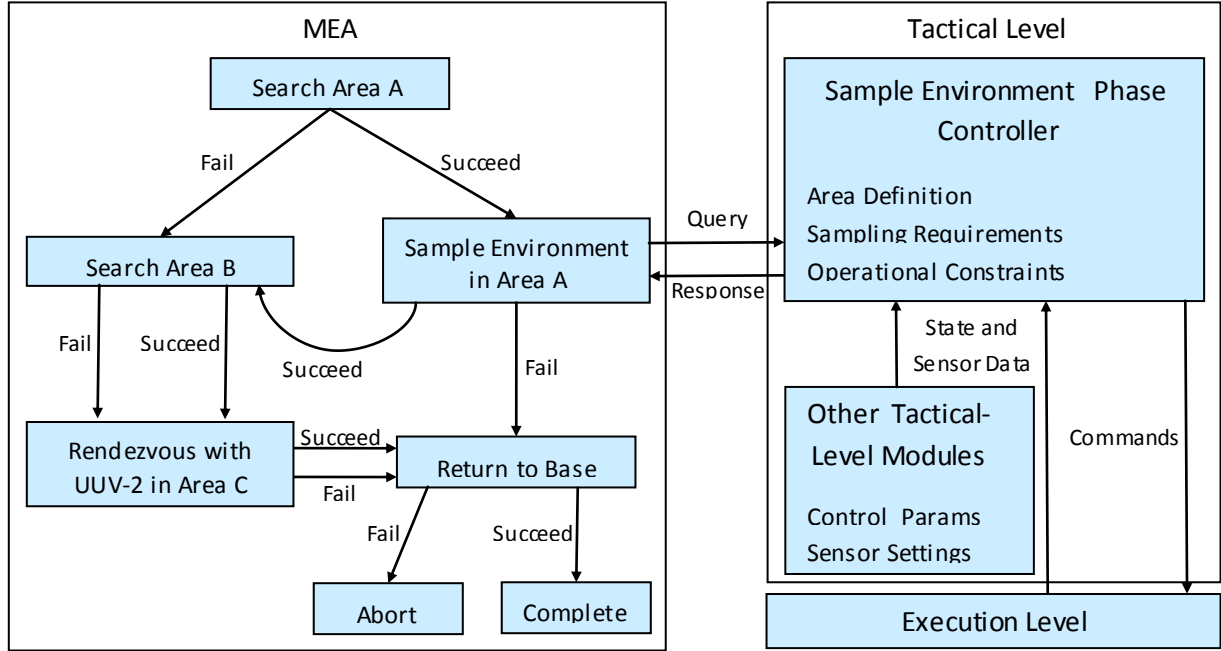 MEA
Search Area A
Fail
Succeed
Search Area B
Sample Environment
in Area A
Fail
Succeed
Succeed
Fail
Rendezvous with
UUV-2 in Area C
Succeed
Fail
Return to Base
Fail
Succeed
Abort
Complete
Query
Response
Tactical Level
Sample Environment Phase
Controller
Area Definition
Sampling Requirements
Operational Constraints
State and
Sensor Data
Other Tactical-
Level Modules
Control Params
Sensor Settings
Commands
Execution Level